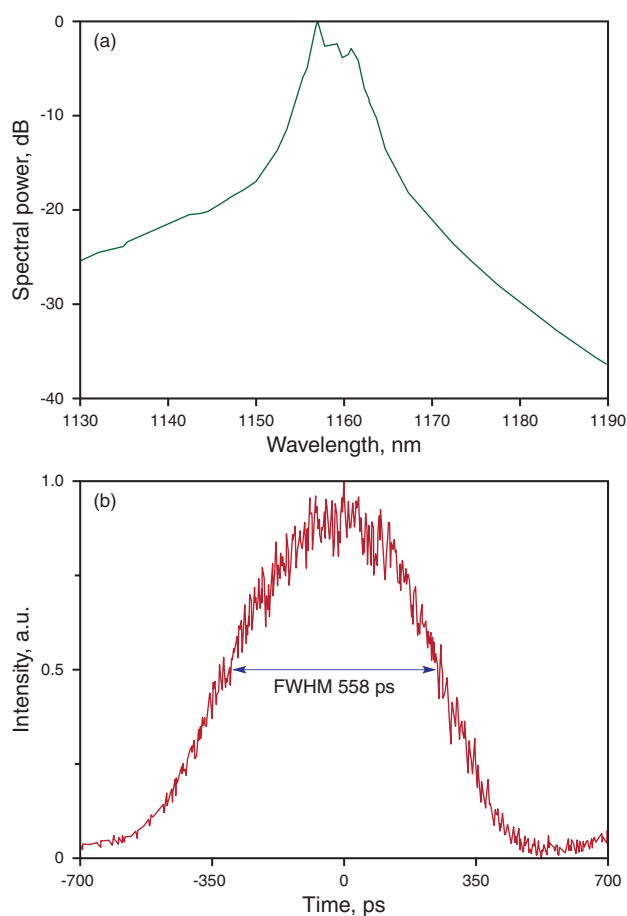 (a)
0
-10
-20
-30
-40
Spectral power, dB
1130 1140 1150 1160 1170 1180 1190
Wavelength, nm
(b)
1.0
0.5
0
Intensity, a.u.
FWHM 558 ps
-700 -350 0 350 700
Time, ps